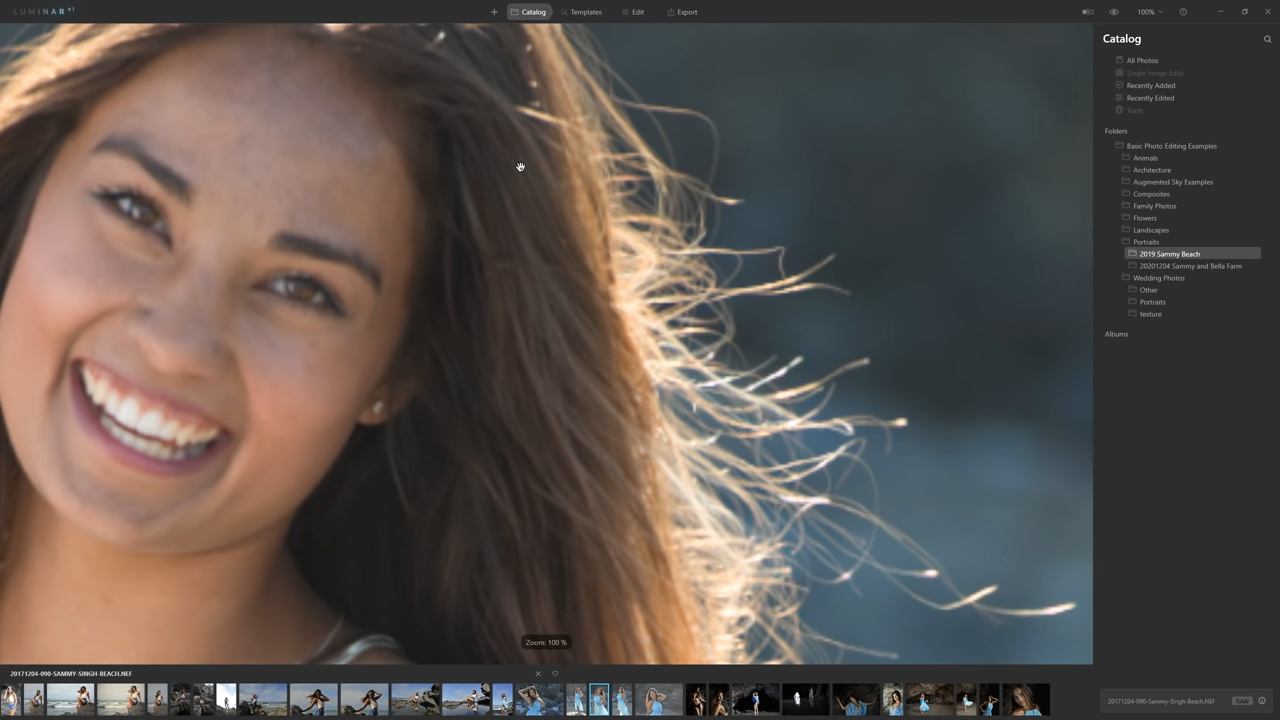 LUMINAR AI
Catalog
Templates
Edit
Export
100%
Catalog
All Photos
Single Image Edits
Recently Added
Recently Edited
Trash
Folders
Basic Photo Editing Examples
Animals
Architecture
Augmented Sky Examples
Composites
Family Photos
Flowers
Landscapes
Portraits
2019 Sammy Beach
20201204 Sammy and Bella Farm
Wedding Photos
Other
Portraits
texture
Albums
Zoom: 100 %
20171204-090-SAMMY-SINGH-BEACH.NEF
20171204-090-Sammy-Singh-Beach.NEF
RAW